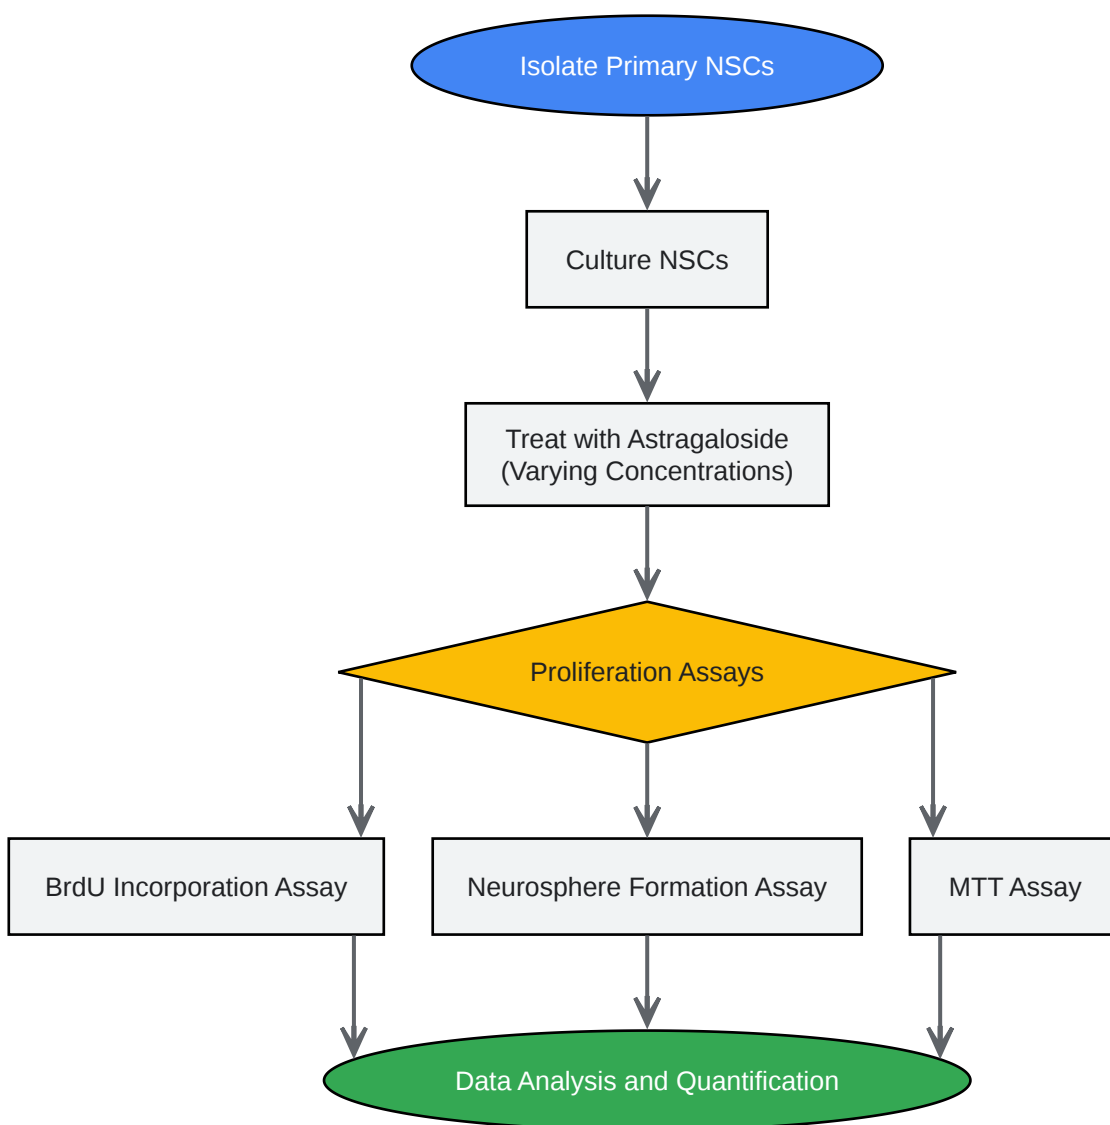 Isolate Primary NSCs
Culture NSCs
Treat with Astragaloside
(Varying Concentrations)
Proliferation Assays
BrdU Incorporation Assay
Neurosphere Formation Assay
MTT Assay
Data Analysis and Quantification